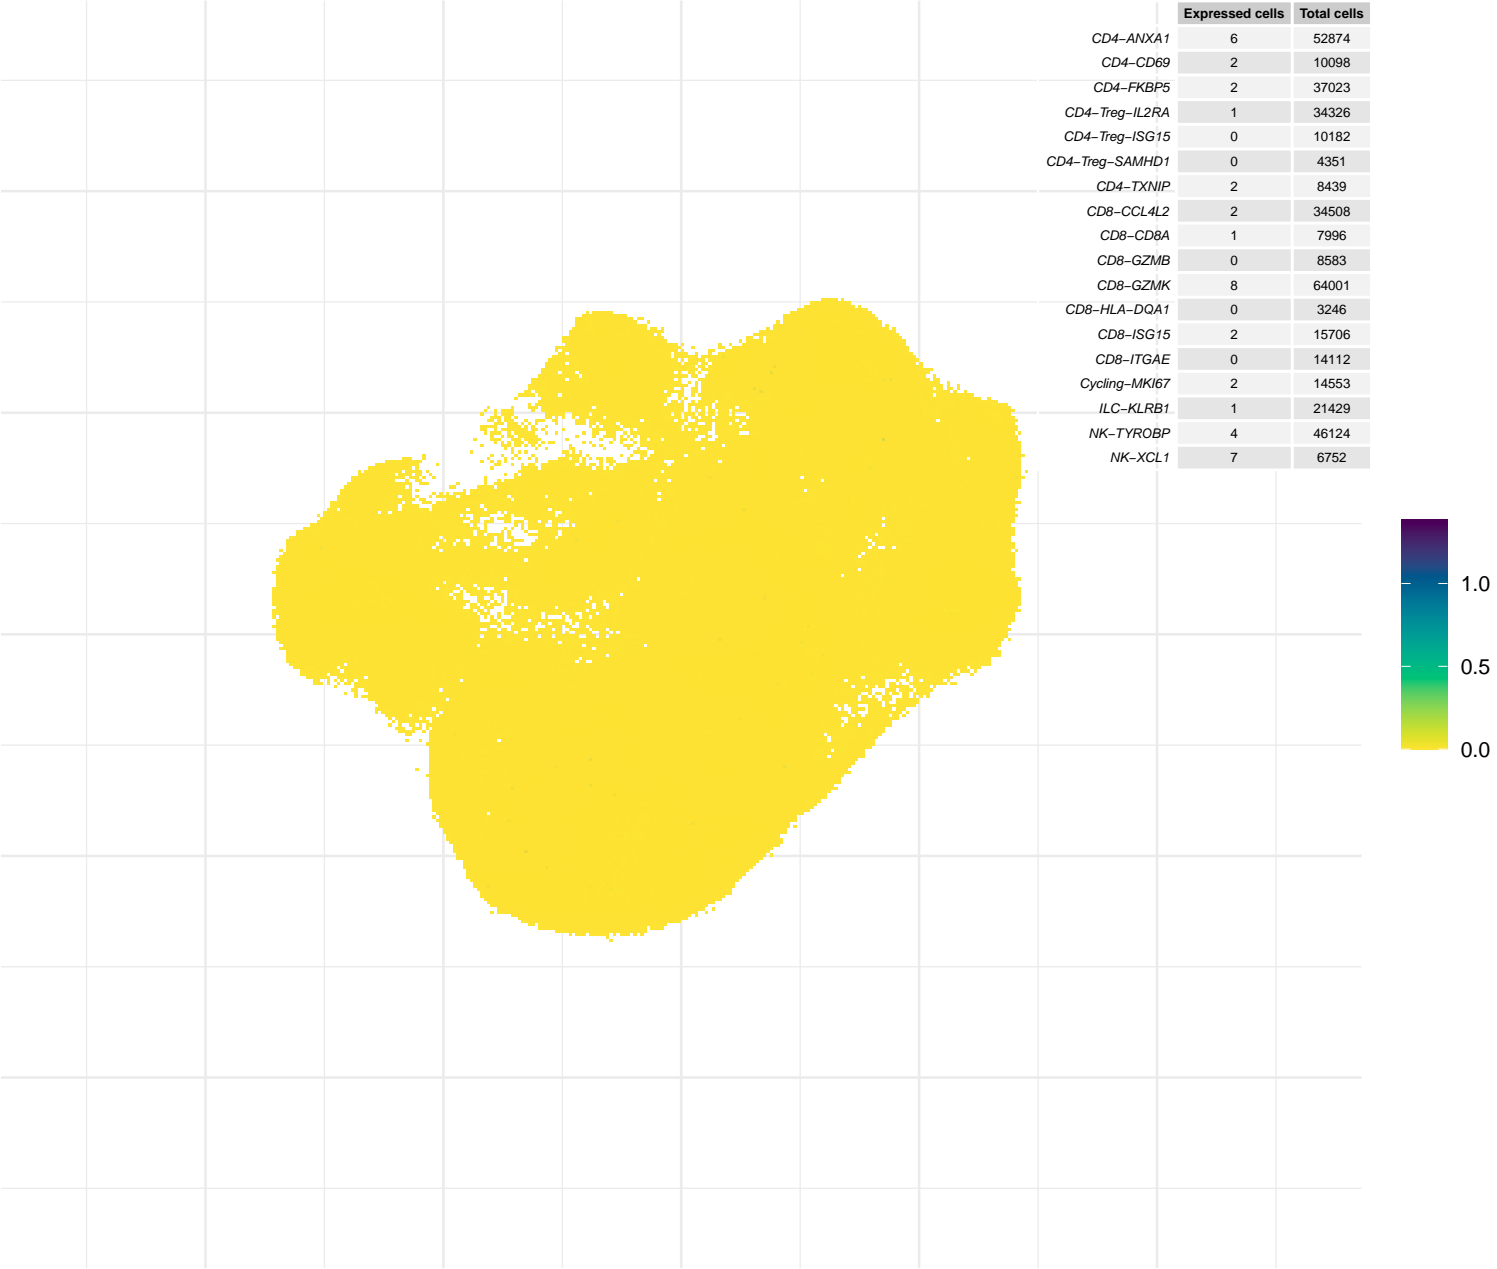 Expressed cells Total cells
CD4−ANXA1 6 52874
CD4−CD69 2 10098
CD4−FKBP5 2 37023
CD4−Treg−IL2RA 1 34326
CD4−Treg−ISG15 0 10182
CD4−Treg−SAMHD1 0 4351
CD4−TXNIP 2 8439
CD8−CCL4L2 2 34508
CD8−CD8A 1 7996
CD8−GZMB 0 8583
CD8−GZMK 8 64001
CD8−HLA−DQA1 0 3246
CD8−ISG15 2 15706
CD8−ITGAE 0 14112
Cycling−MKI67 2 14553
ILC−KLRB1 1 21429
NK−TYROBP 4 46124
NK−XCL1 7 6752
1.0
0.5
0.0